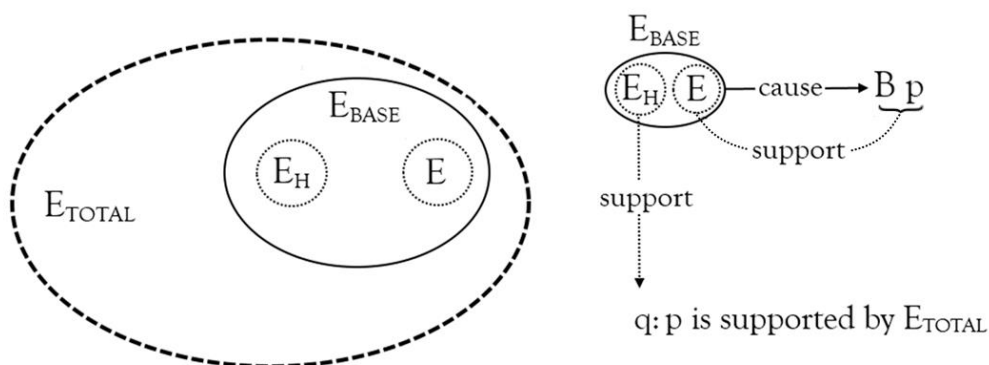 E_TOTAL
E_BASE
E_H
E
E_BASE
E_H E cause B p
support
support
q: p is supported by E_TOTAL